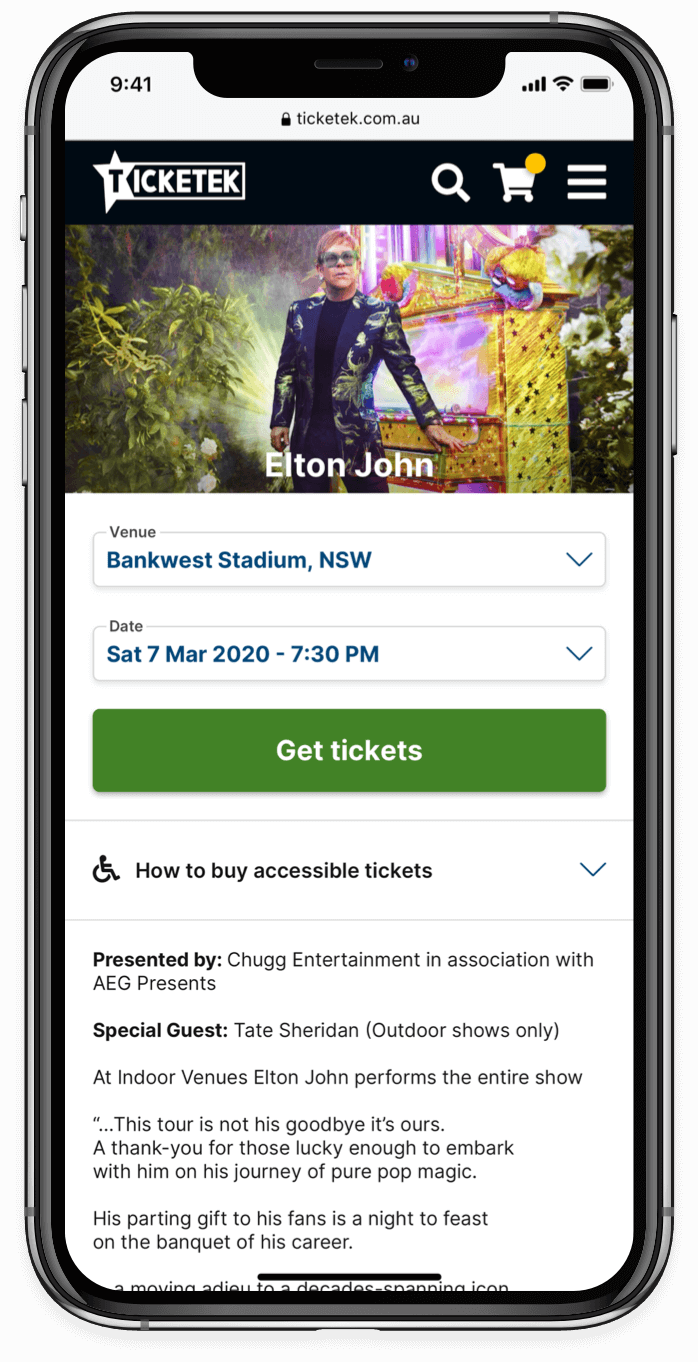 9:41
ticketek.com.au
TICKETEK
Elton John
Venue
Bankwest Stadium, NSW
Date
Sat 7 Mar 2020 - 7:30 PM
Get tickets
How to buy accessible tickets
Presented by: Chugg Entertainment in association with
AEG Presents
Special Guest: Tate Sheridan (Outdoor shows only)
At Indoor Venues Elton John performs the entire show
“...This tour is not his goodbye it’s ours.
A thank-you for those lucky enough to embark
with him on his journey of pure pop magic.
His parting gift to his fans is a night to feast
on the banquet of his career.
a moving adieu to a decades-spanning icon